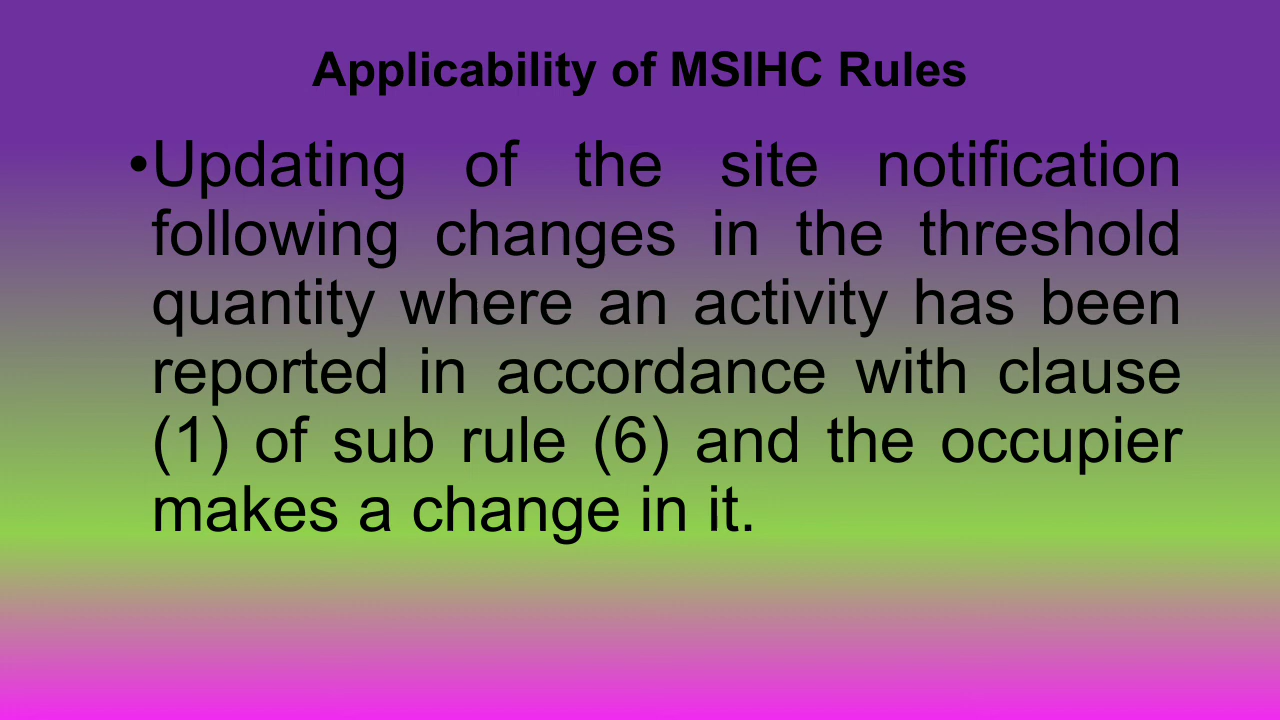 Applicability of MSIHC Rules
•Updating of the site notification
following changes in the threshold
quantity where an activity has been
reported in accordance with clause
(1) of sub rule (6) and the occupier
makes a change in it.